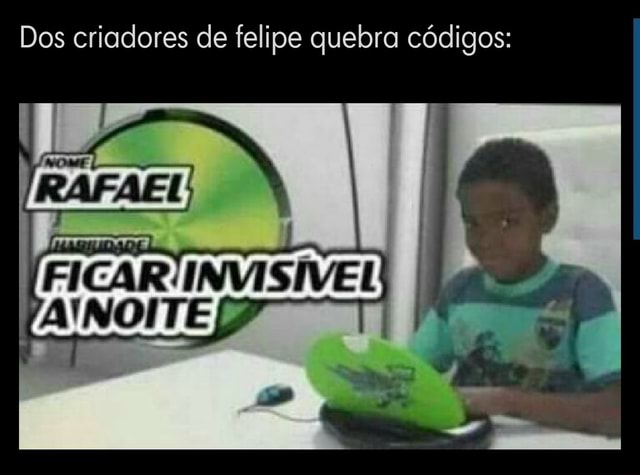 Dos criadores de felipe quebra códigos:
NOME
RAFAEL
HABILIDADE
FICAR INVISÍVEL
A NOITE